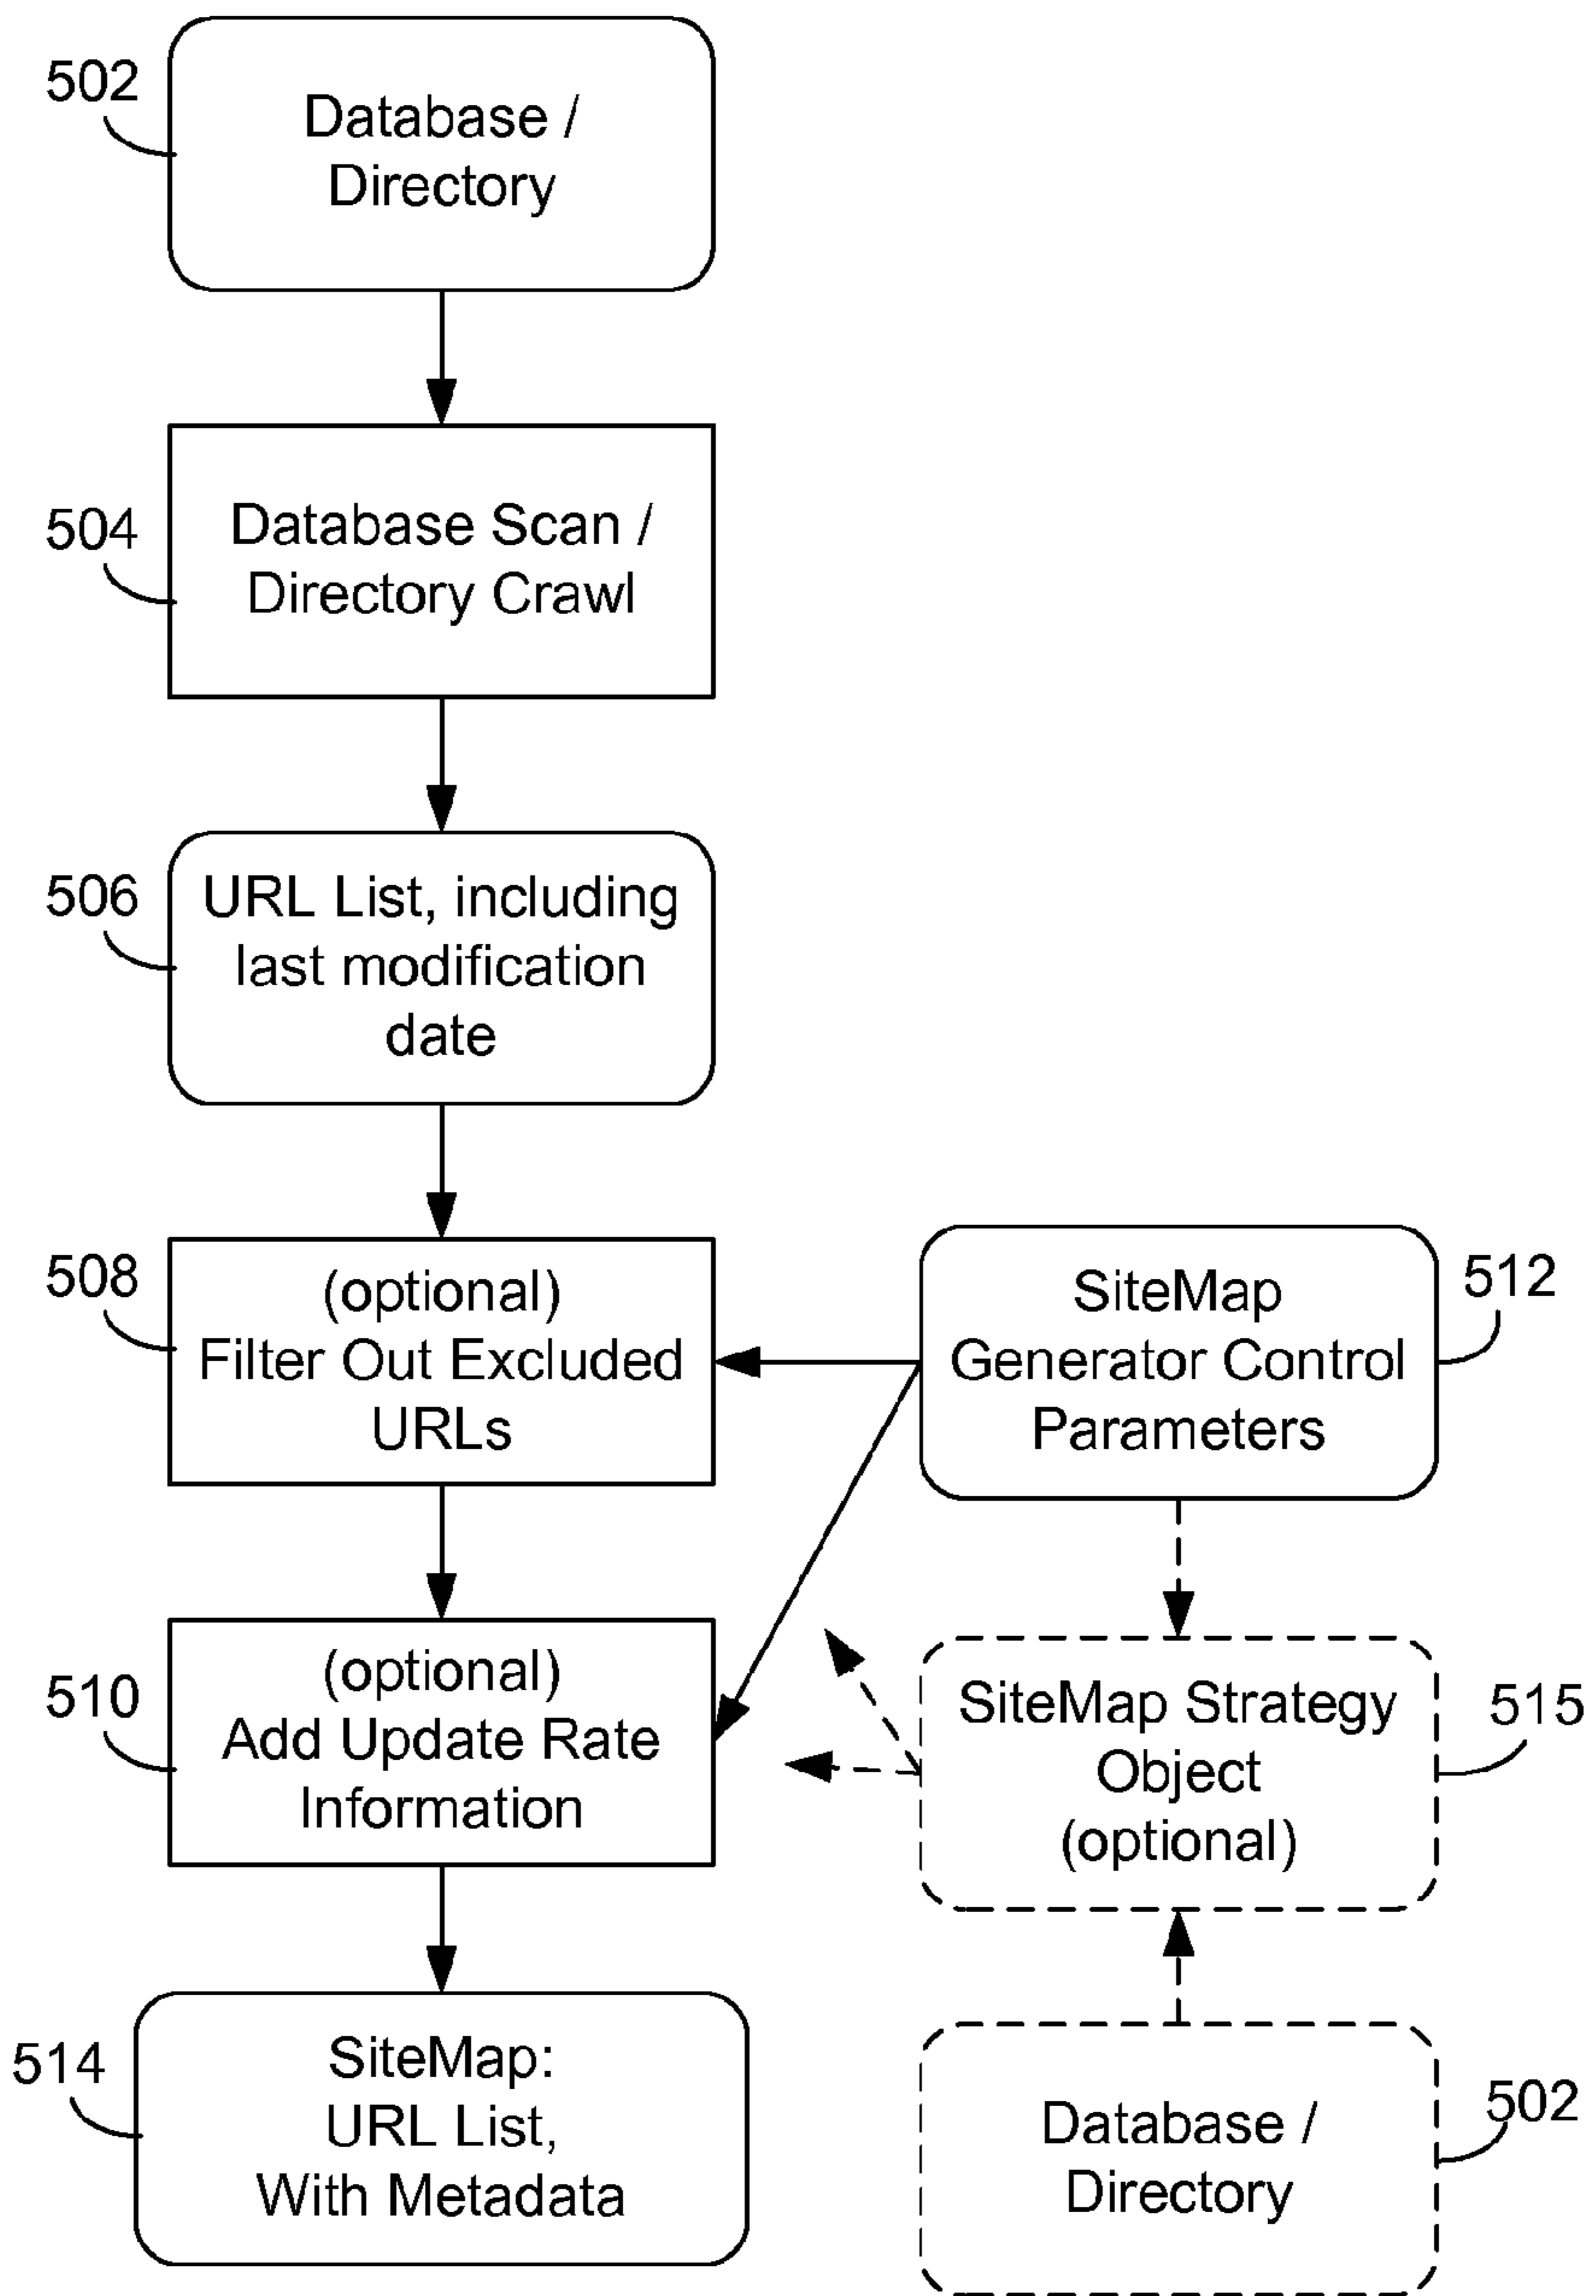 502
Database /
Directory
504
Database Scan /
Directory Crawl
506
URL List, including
last modification
date
508
(optional)
Filter Out Excluded
URLs
SiteMap
Generator Control
Parameters
512
510
(optional)
Add Update Rate
Information
SiteMap Strategy
Object
(optional)
515
514
SiteMap:
URL List,
With Metadata
Database /
Directory
502